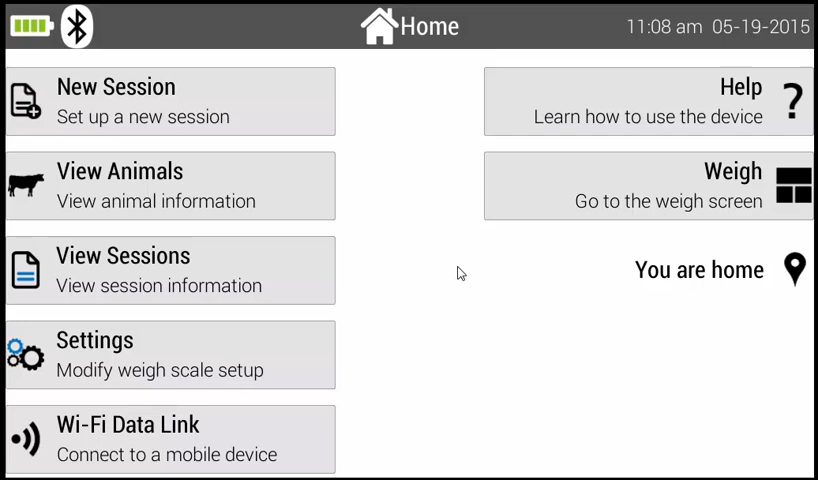 Home
11:08 am 05-19-2015
New Session
Set up a new session
View Animals
View animal information
View Sessions
View session information
Settings
Modify weigh scale setup
Wi-Fi Data Link
Connect to a mobile device
Help
Learn how to use the device
?
Weigh
Go to the weigh screen
You are home